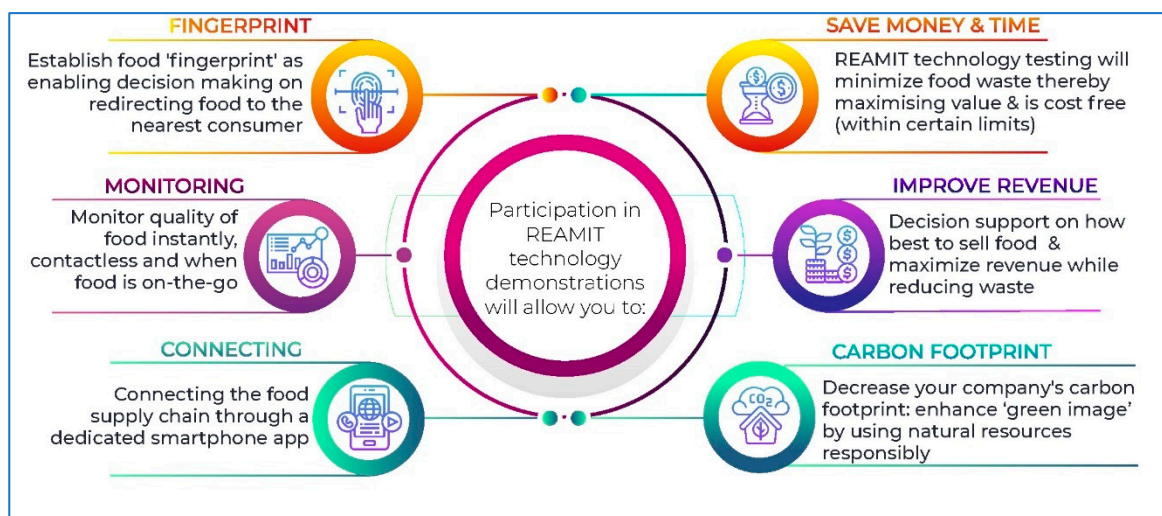 FINGERPRINT
Establish food 'fingerprint' as
enabling decision making on
redirecting food to the
nearest consumer
MONITORING
Monitor quality of
food instantly,
contactless and when
food is on-the-go
CONNECTING
Connecting the food
supply chain through a
dedicated smartphone app
Participation in
REAMIT
technology
demonstrations
will allow you to:
SAVE MONEY & TIME
REAMIT technology testing will
minimize food waste thereby
maximising value & is cost free
(within certain limits)
IMPROVE REVENUE
Decision support on how
best to sell food &
maximize revenue while
reducing waste
CARBON FOOTPRINT
CO2
Decrease your company's carbon
footprint: enhance ‘green image’
by using natural resources
responsibly